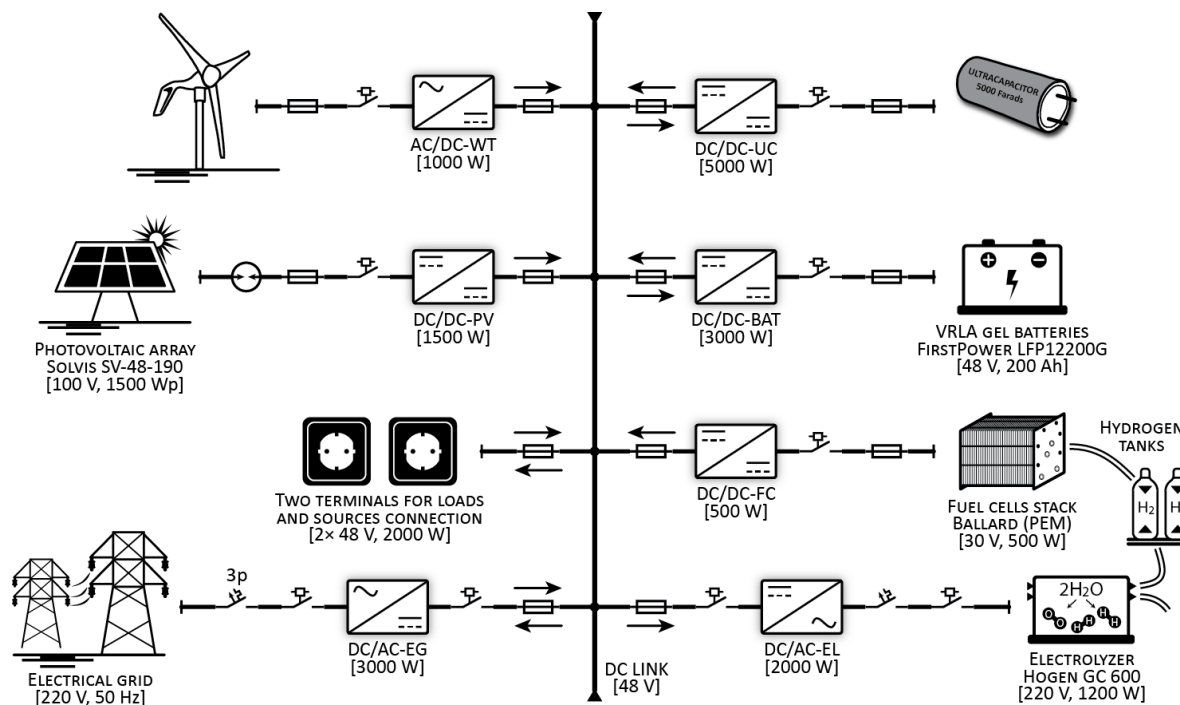 AC/DC-WT
[1000 W]
DC/DC-UC
[5000 W]
ULTRACAPACITOR
5000 Farads
PHOTOVOLTAIC ARRAY
SOLVIS SV-48-190
[100 V, 1500 WP]
DC/DC-PV
[1500 W]
DC/DC-BAT
[3000 W]
VRLA GEL BATTERIES
FIRSTPOWER LFP12200G
[48 V, 200 AH]
TWO TERMINALS FOR LOADS
AND SOURCES CONNECTION
[2× 48 V, 2000 W]
DC/DC-FC
[500 W]
FUEL CELLS STACK
BALLARD (PEM)
[30 V, 500 W]
HYDROGEN
TANKS
H2
H
3p
ELECTRICAL GRID
[220 V, 50 HZ]
DC/AC-EG
[3000 W]
DC LINK
[48 V]
DC/AC-EL
[2000 W]
2H2O
O O H H H H
ELECTROLYZER
HOGEN GC 600
[220 V, 1200 W]